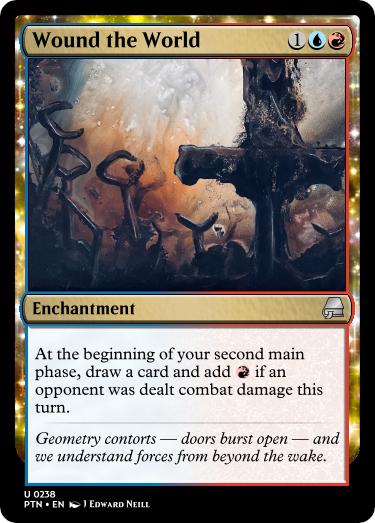 Wound the World 1
Enchantment
At the beginning of your second main
phase, draw a card and add if an
opponent was dealt combat damage this
turn.
Geometry contorts — doors burst open — and
we understand forces from beyond the wake.
U 0238
PTN • EN J Edward Neill